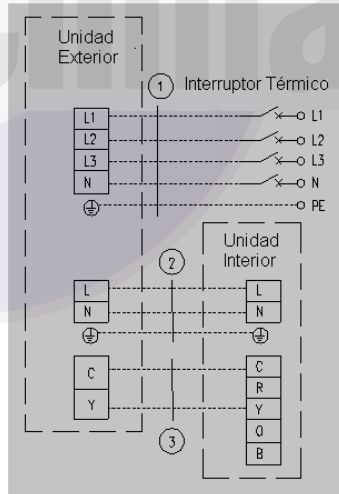 Unidad
Exterior
1 Interruptor Térmico
L1 L1
L2 L2
L3 L3
N N
PE
Unidad
Interior
2
L L
N N
C C
R
Y Y
O
B
3